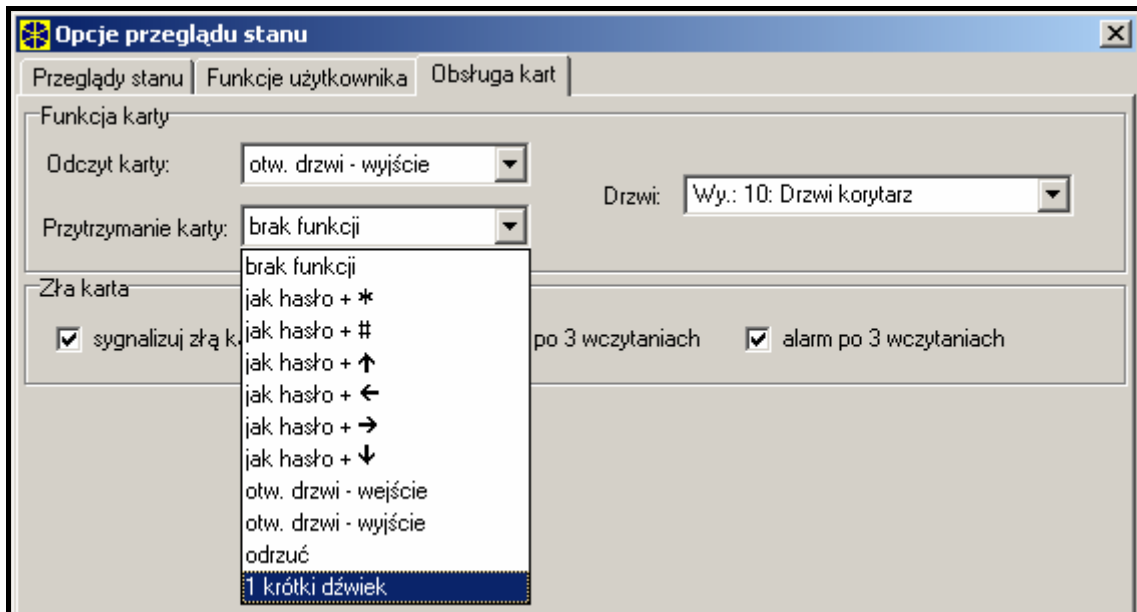 Opcje przeglądu stanu
Przeglądy stanu Funkcje użytkownika Obsługa kart
Funkcja karty
Odczyt karty: otw. drzwi - wyjście
Drzwi: Wy.: 10: Drzwi korytarz
Przytrzymanie karty: brak funkcji
brak funkcji
jak hasło + *
jak hasło + #
jak hasło + ↑
jak hasło + ←
jak hasło + →
jak hasło + ↓
otw. drzwi - wejście
otw. drzwi - wyjście
odrzuć
1 krótki dźwiek
Zła karta
sygnalizuj złą po 3 wczytaniach alarm po 3 wczytaniach